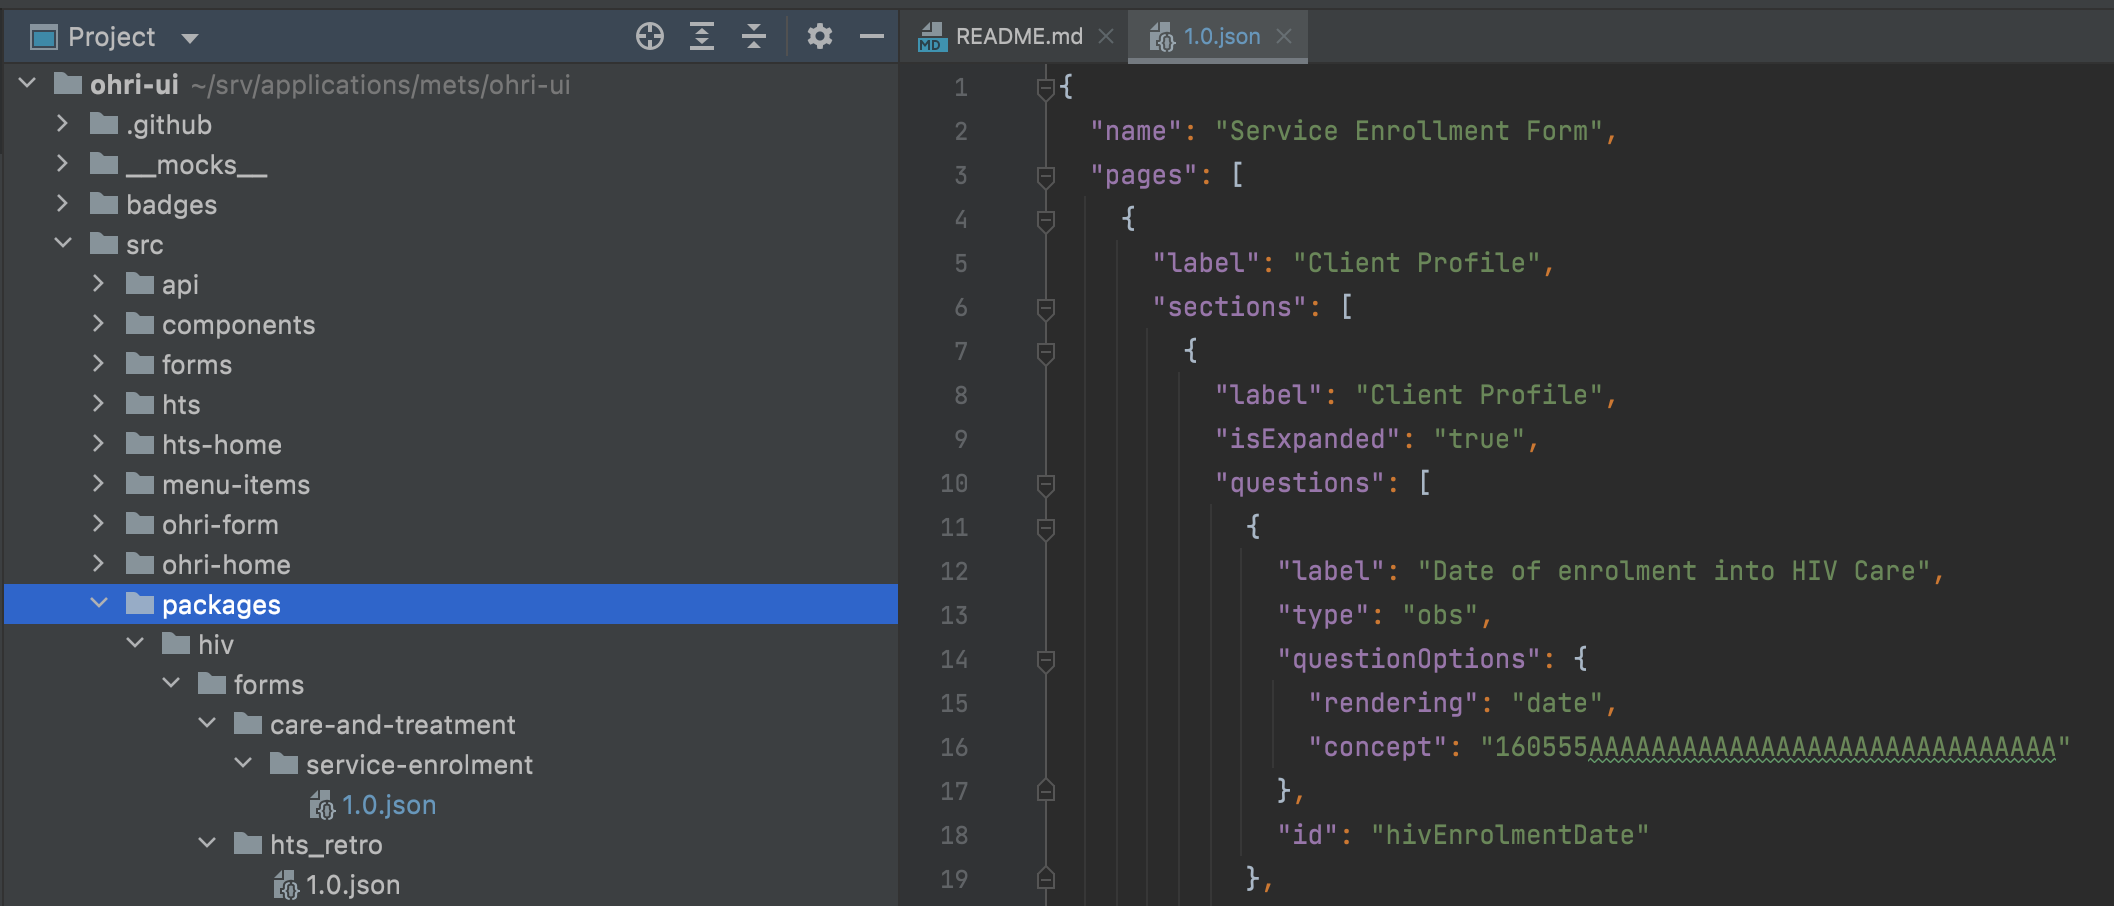 Project
ohri-ui ~/srv/applications/mets/ohri-ui
.github
__mocks__
badges
src
api
components
forms
hts
hts-home
menu-items
ohri-form
ohri-home
packages
hiv
forms
care-and-treatment
service-enrolment
1.0.json
hts_retro
1.0.json
README.md
1.0.json
1 {
2 "name": "Service Enrollment Form",
3 "pages": [
4 {
5 "label": "Client Profile",
6 "sections": [
7 {
8 "label": "Client Profile",
9 "isExpanded": "true",
10 "questions": [
11 {
12 "label": "Date of enrolment into HIV Care",
13 "type": "obs",
14 "questionOptions": {
15 "rendering": "date",
16 "concept": "160555AAAAAAAAAAAAAAAAAAAAAAAAAAAAAA"
17 },
18 "id": "hivEnrolmentDate"
19 },